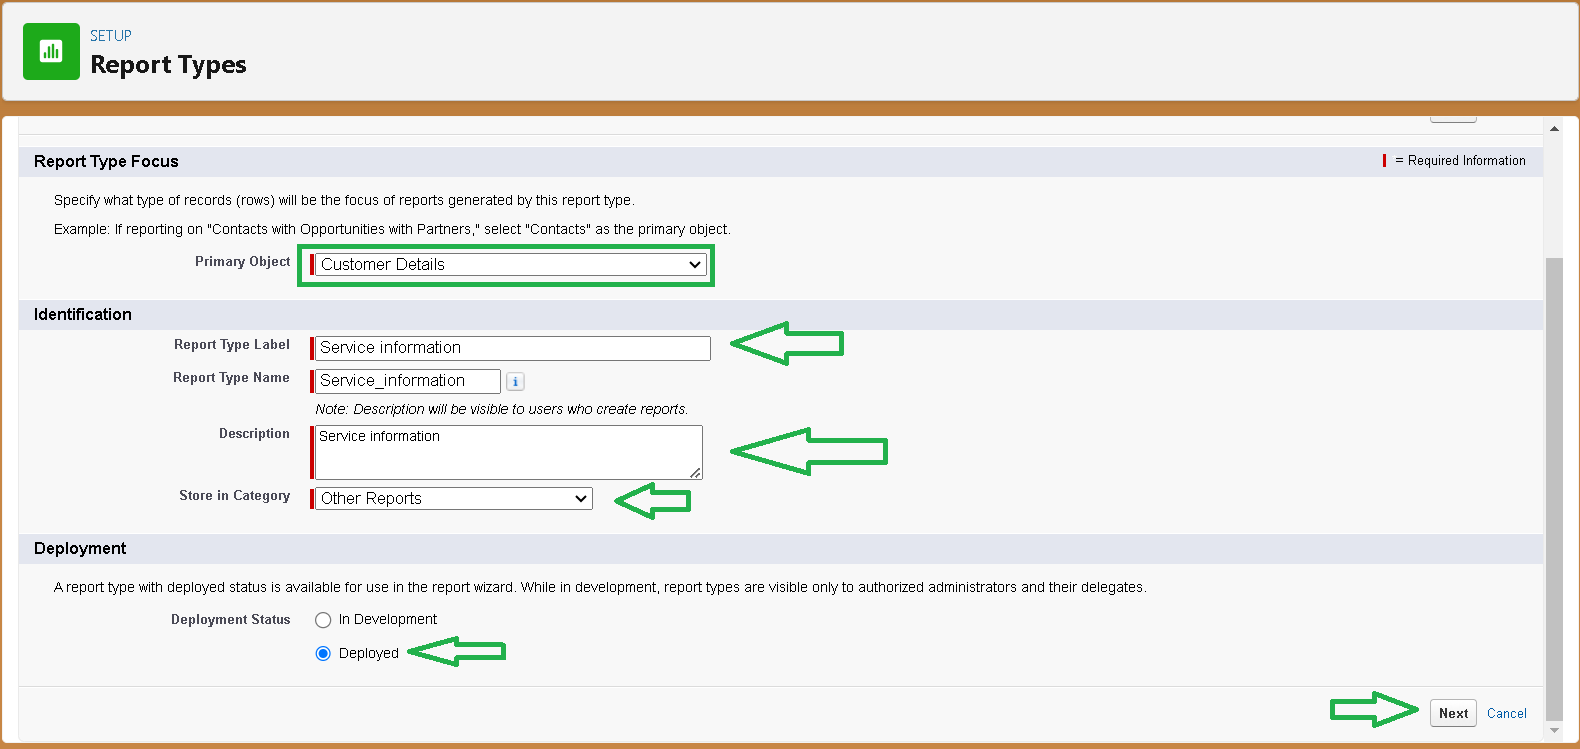 SETUP
Report Types
Report Type Focus
= Required Information
Specify what type of records (rows) will be the focus of reports generated by this report type.
Example: If reporting on "Contacts with Opportunities with Partners," select "Contacts" as the primary object.
Primary Object
Customer Details
Identification
Report Type Label
Service information
Report Type Name
Service_information
i
Note: Description will be visible to users who create reports.
Description
Service information
Store in Category
Other Reports
Deployment
A report type with deployed status is available for use in the report wizard. While in development, report types are visible only to authorized administrators and their delegates.
Deployment Status
In Development
Deployed
Next
Cancel